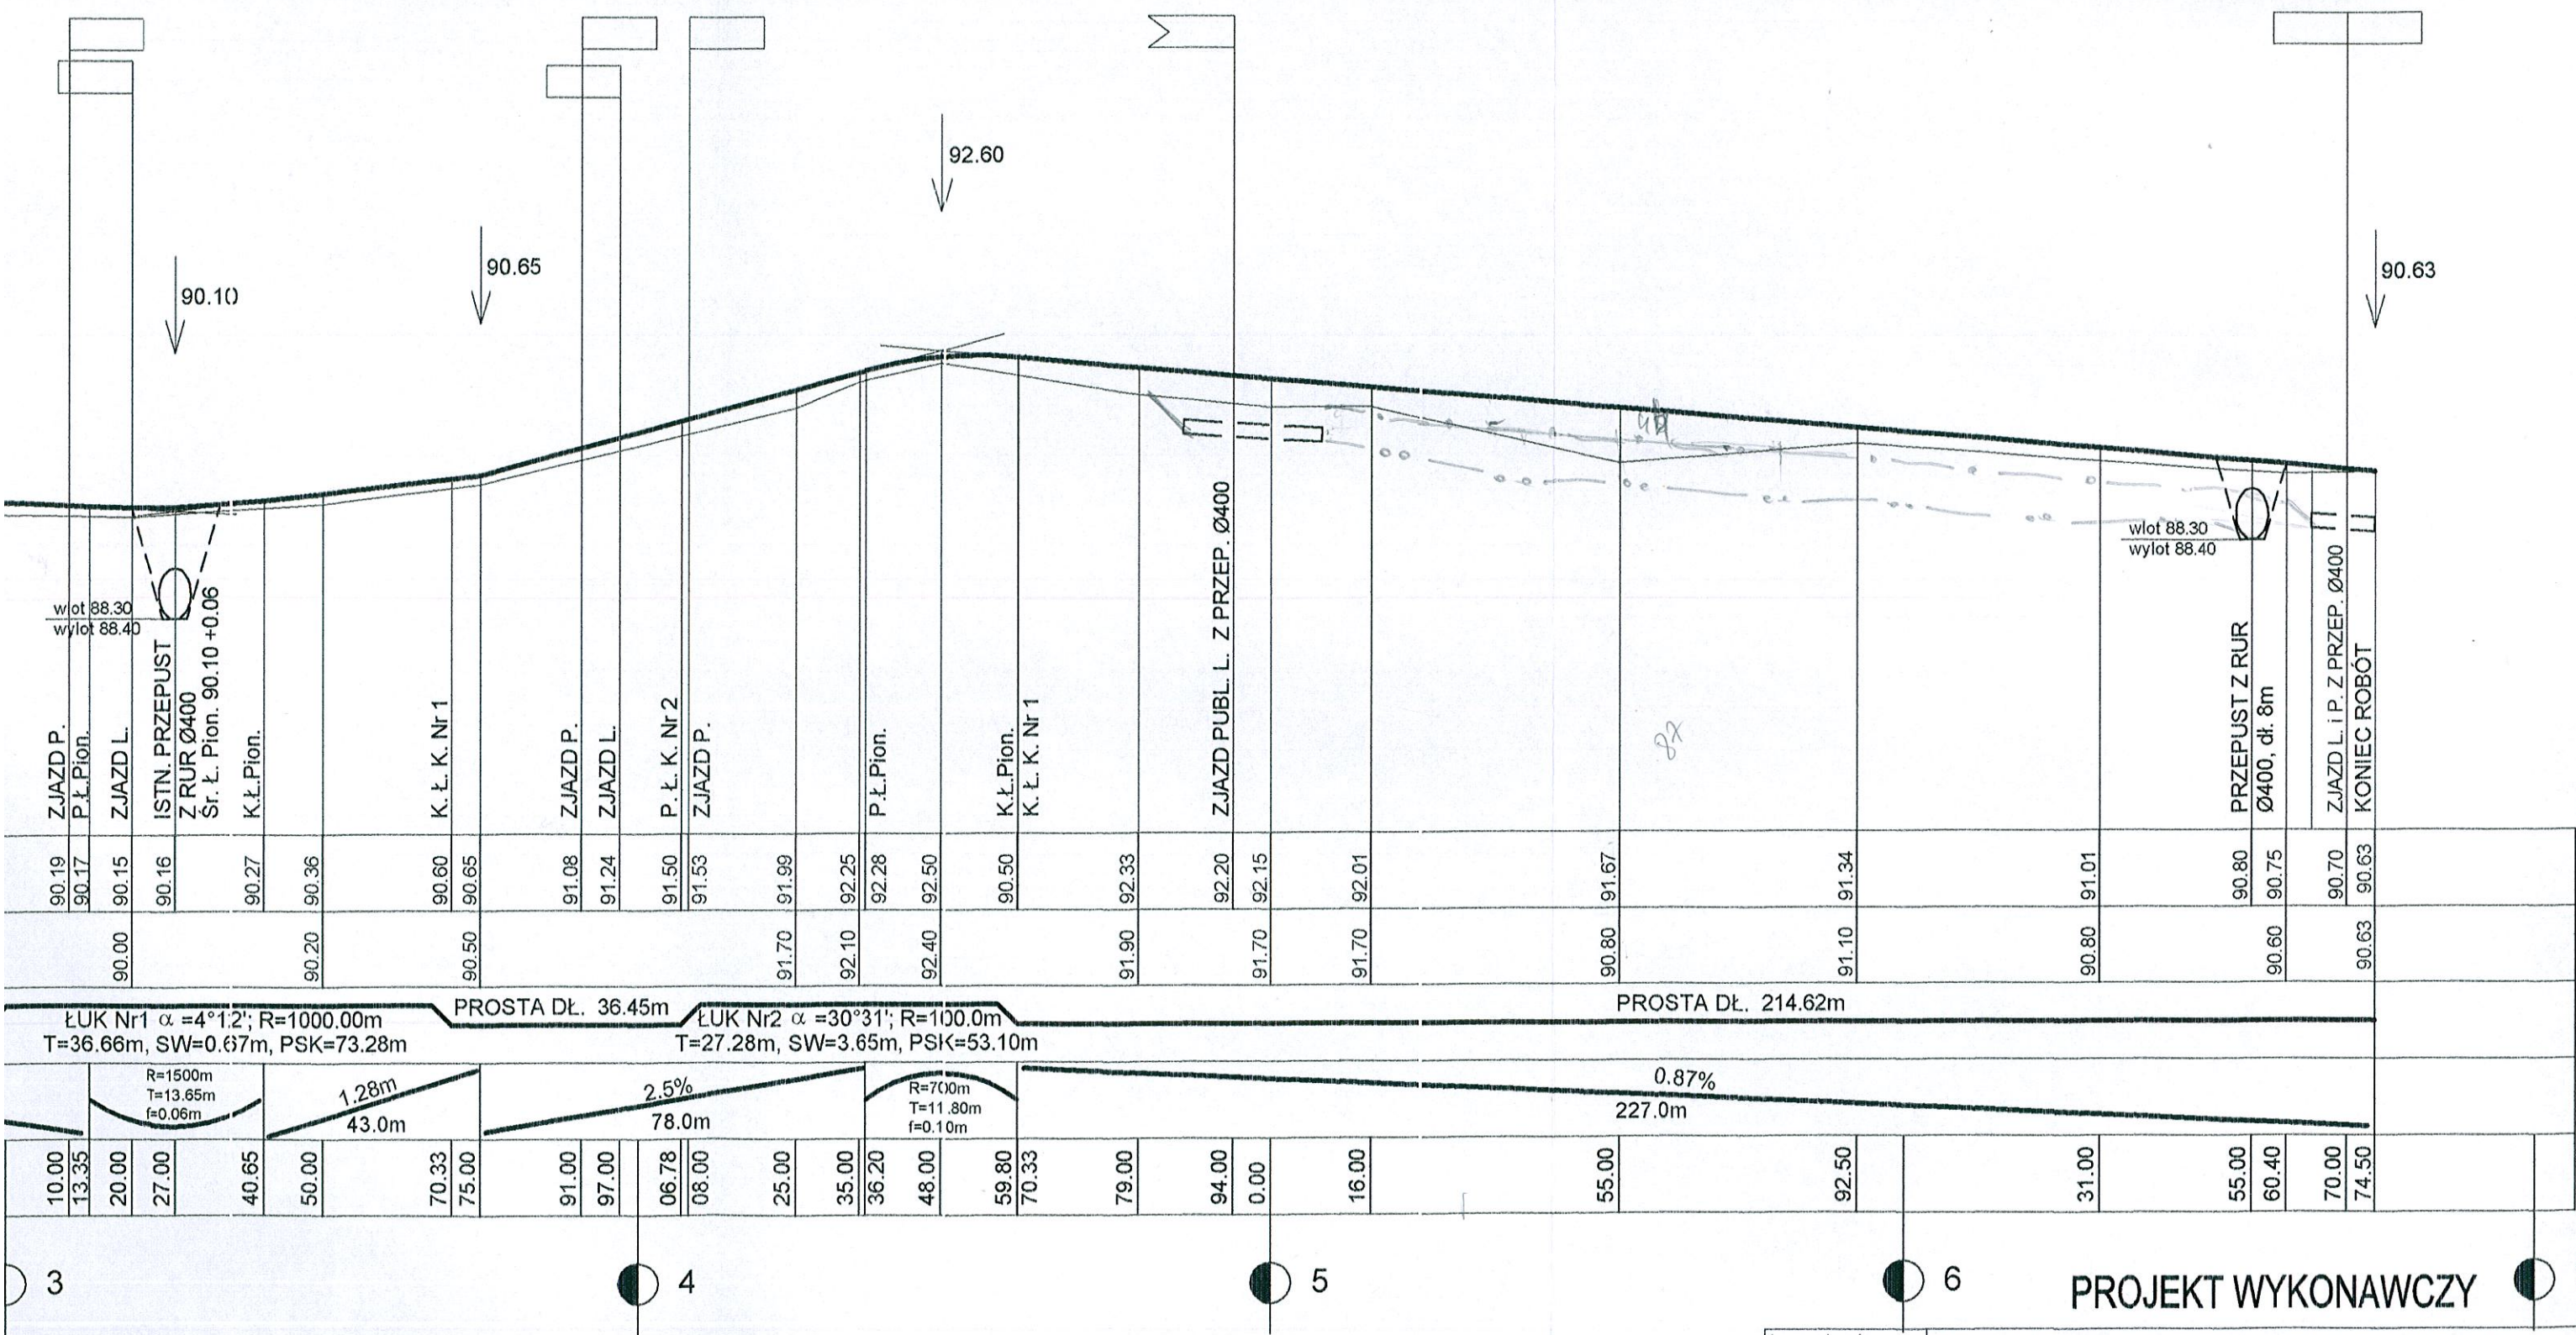 92.60
90.65
90.10
90.63
wlot 88.30
wylot 88.40
wlot 88.30
wylot 88.40
ZJAZD P.
P.Ł.Pion.
ZJAZD L.
ISTN. PRZEPUST
Z RUR Ø400
Śr. Ł. Pion. 90.10 +0.06
K.Ł.Pion.
K. Ł. K. Nr 1
ZJAZD P.
ZJAZD L.
P. Ł. K. Nr 2
ZJAZD P.
P.Ł.Pion.
K.Ł.Pion.
K. Ł. K. Nr 1
ZJAZD PUBL. L. Z PRZEP. Ø400
PRZEPUST Z RUR
Ø400, dł. 8m
ZJAZD L. i P. Z PRZEP. Ø400
KONIEC ROBÓT
90.19 90.17 90.15 90.16 90.27 90.36 90.60 90.65 91.08 91.24 91.50 91.53 91.99 92.25 92.28 92.50 90.50 92.33 92.20 92.15 92.01 91.67 91.34 91.01 90.80 90.75 90.70 90.63
90.00 90.20 90.50 91.70 92.10 92.40 91.90 91.70 91.70 90.80 91.10 90.80 90.60 90.63
PROSTA DŁ. 36.45m PROSTA DŁ. 214.62m
ŁUK Nr1 α =4°12'; R=1000.00m ŁUK Nr2 α =30°31'; R=100.0m
T=36.66m, SW=0.67m, PSK=73.28m T=27.28m, SW=3.65m, PSK=53.10m
R=1500m
T=13.65m
f=0.06m
1.28m
43.0m
2.5%
78.0m
R=700m
T=11.80m
f=0.10m
0.87%
227.0m
10.00 13.35 20.00 27.00 40.65 50.00 70.33 75.00 91.00 97.00 06.78 08.00 25.00 35.00 36.20 48.00 59.80 70.33 79.00 94.00 0.00 16.00 55.00 92.50 31.00 55.00 60.40 70.00 74.50
3 4 5 6
PROJEKT WYKONAWCZY